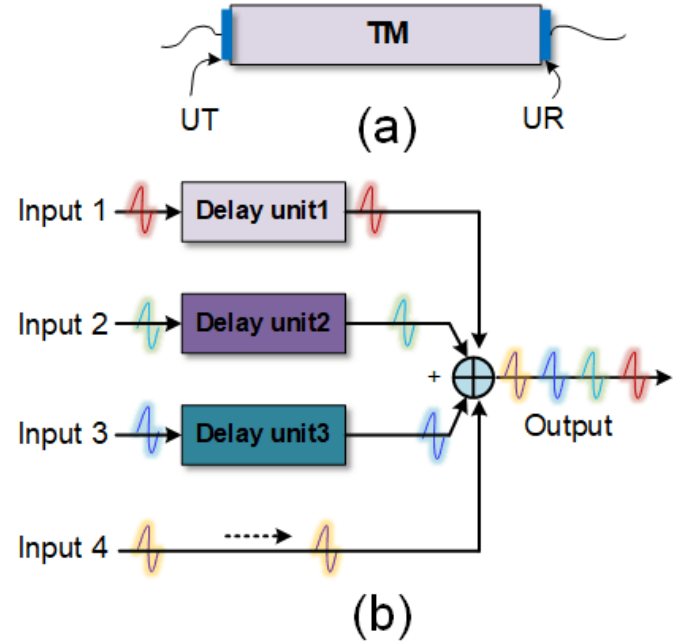 TM
UT
UR
(a)
Input 1
Delay unit1
Input 2
Delay unit2
+
Input 3
Delay unit3
Output
Input 4
(b)